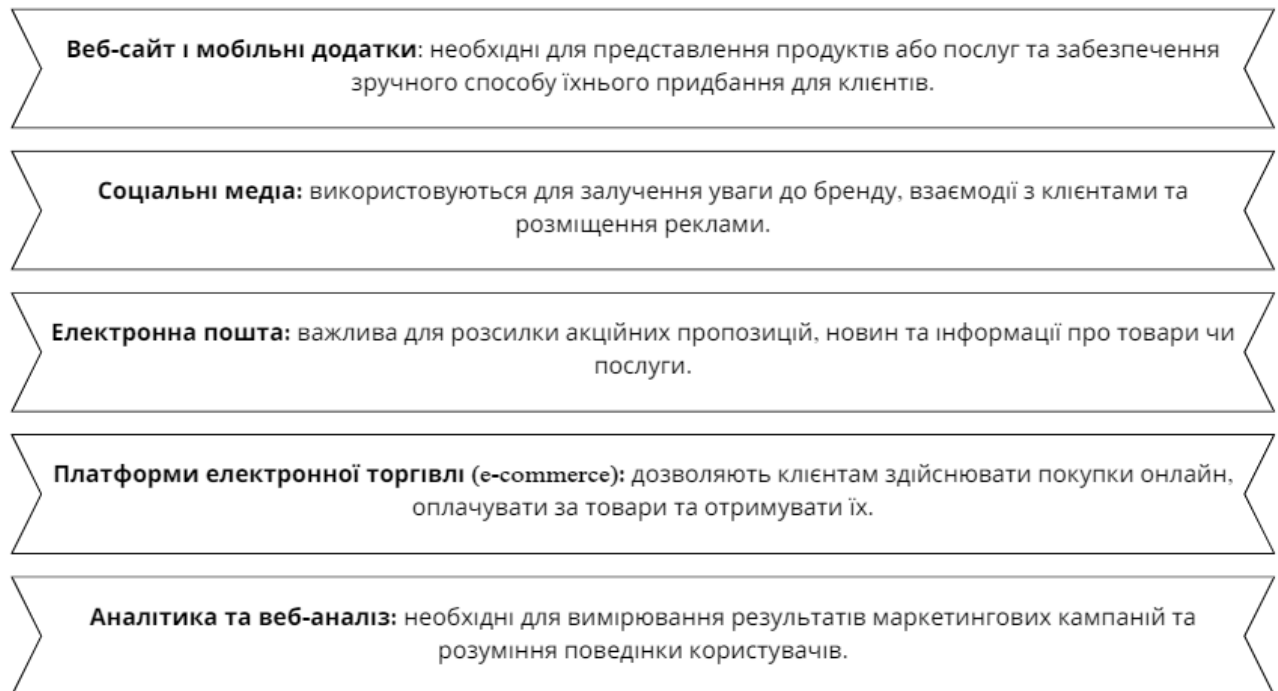 Веб-сайт і мобільні додатки: необхідні для представлення продуктів або послуг та забезпечення
зручного способу їхнього придбання для клієнтів.
Соціальні медіа: використовуються для залучення уваги до бренду, взаємодії з клієнтами та
розміщення реклами.
Електронна пошта: важлива для розсилки акційних пропозицій, новин та інформації про товари чи
послуги.
Платформи електронної торгівлі (e-commerce): дозволяють клієнтам здійснювати покупки онлайн,
оплачувати за товари та отримувати їх.
Аналітика та веб-аналіз: необхідні для вимірювання результатів маркетингових кампаній та
розуміння поведінки користувачів.